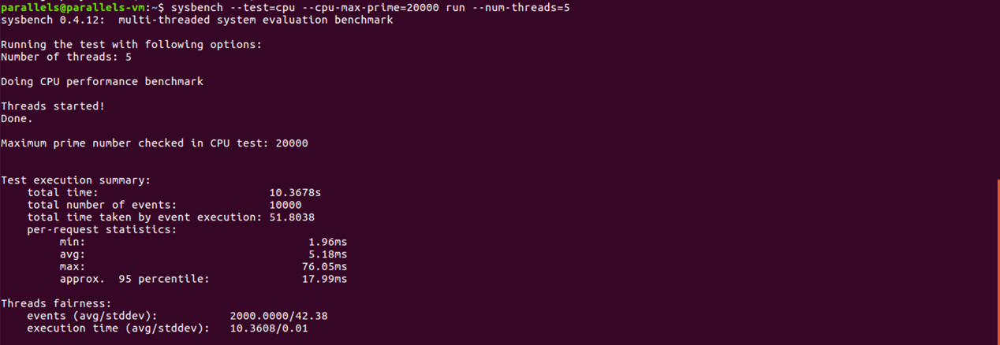 parallels@parallels-vm:~$ sysbench --test=cpu --cpu-max-prime=20000 run --num-threads=5
sysbench 0.4.12:  multi-threaded system evaluation benchmark
Running the test with following options:
Number of threads: 5
Doing CPU performance benchmark
Threads started!
Done.
Maximum prime number checked in CPU test: 20000
Test execution summary:
    total time:                          10.3678s
    total number of events:              10000
    total time taken by event execution: 51.8038
    per-request statistics:
         min:                                  1.96ms
         avg:                                  5.18ms
         max:                                 76.05ms
         approx.  95 percentile:              17.99ms
Threads fairness:
    events (avg/stddev):           2000.0000/42.38
    execution time (avg/stddev):   10.3608/0.01